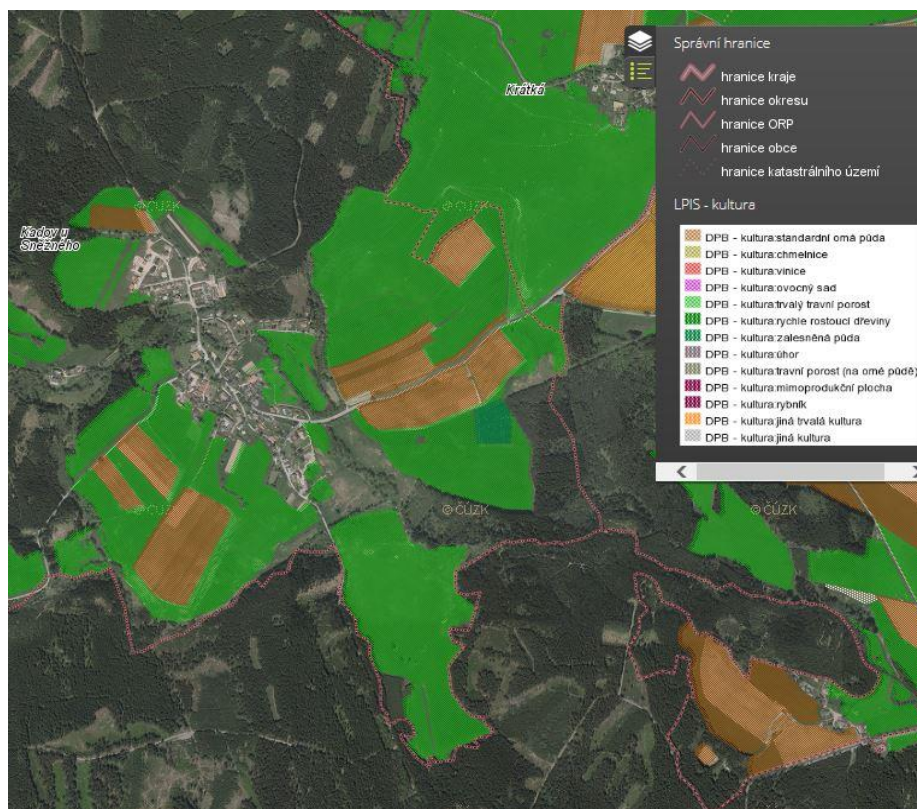 Krátká
Kadov u
Sněžného
© ČÚZK
© ČÚZK
© ČÚZK
© ČÚZK
© ČÚZK
© ČÚZK
© ČÚZK
Správní hranice
hranice kraje
hranice okresu
hranice ORP
hranice obce
hranice katastrálního území
LPIS - kultura
DPB - kultura:standardní orná půda
DPB - kultura:chmelnice
DPB - kultura:vinice
DPB - kultura:ovocný sad
DPB - kultura:trvalý travní porost
DPB - kultura:rychle rostoucí dřeviny
DPB - kultura:zalesněná půda
DPB - kultura:úhor
DPB - kultura:travní porost (na orné půdě)
DPB - kultura:mimoprodukční plocha
DPB - kultura:rybník
DPB - kultura:jiná trvalá kultura
DPB - kultura:jiná kultura